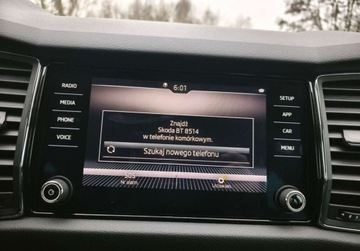 6:01
RADIO
MEDIA
PHONE
VOICE
Znajdź
Skoda BT 8514
w telefonie komórkowym.
Szukaj nowego telefonu
SETUP
APP
CAR
MENU